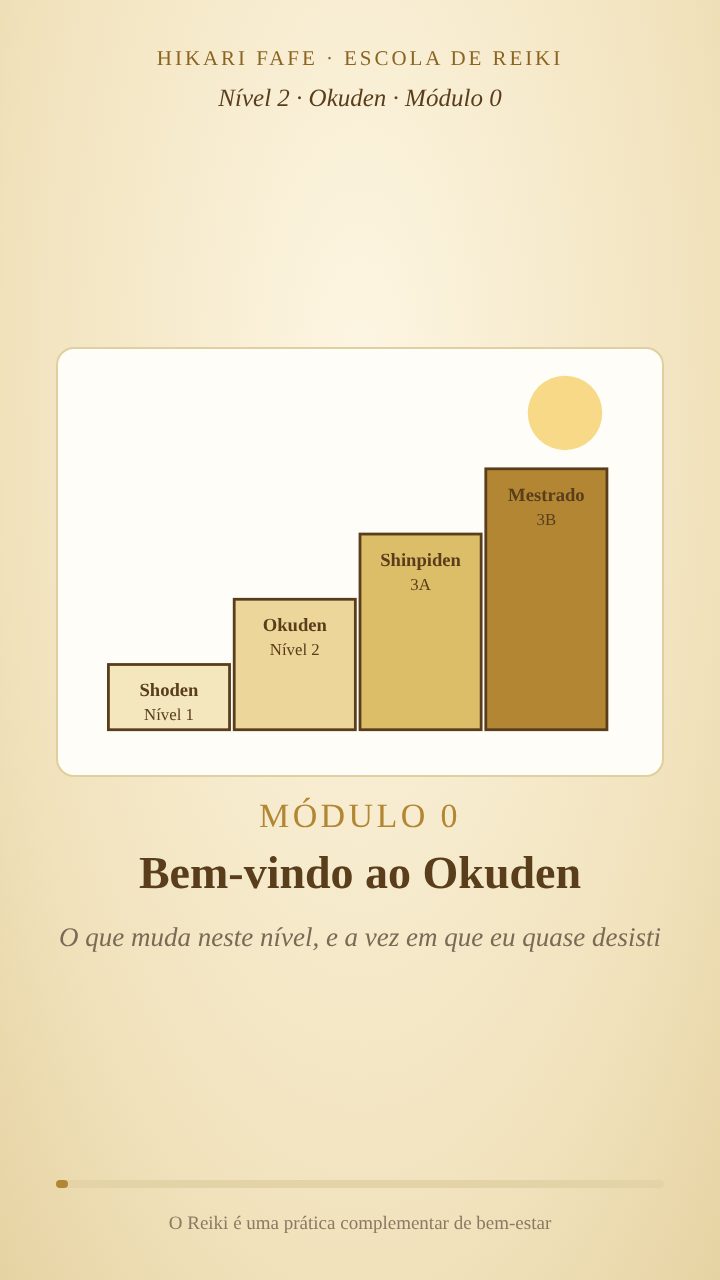 HIKARI FAFE · ESCOLA DE REIKI
Nível 2 · Okuden · Módulo 0
Mestrado
3B
Shinpiden
3A
Okuden
Nível 2
Shoden
Nível 1
MÓDULO 0
Bem-vindo ao Okuden
O que muda neste nível, e a vez em que eu quase desisti
O Reiki é uma prática complementar de bem-estar